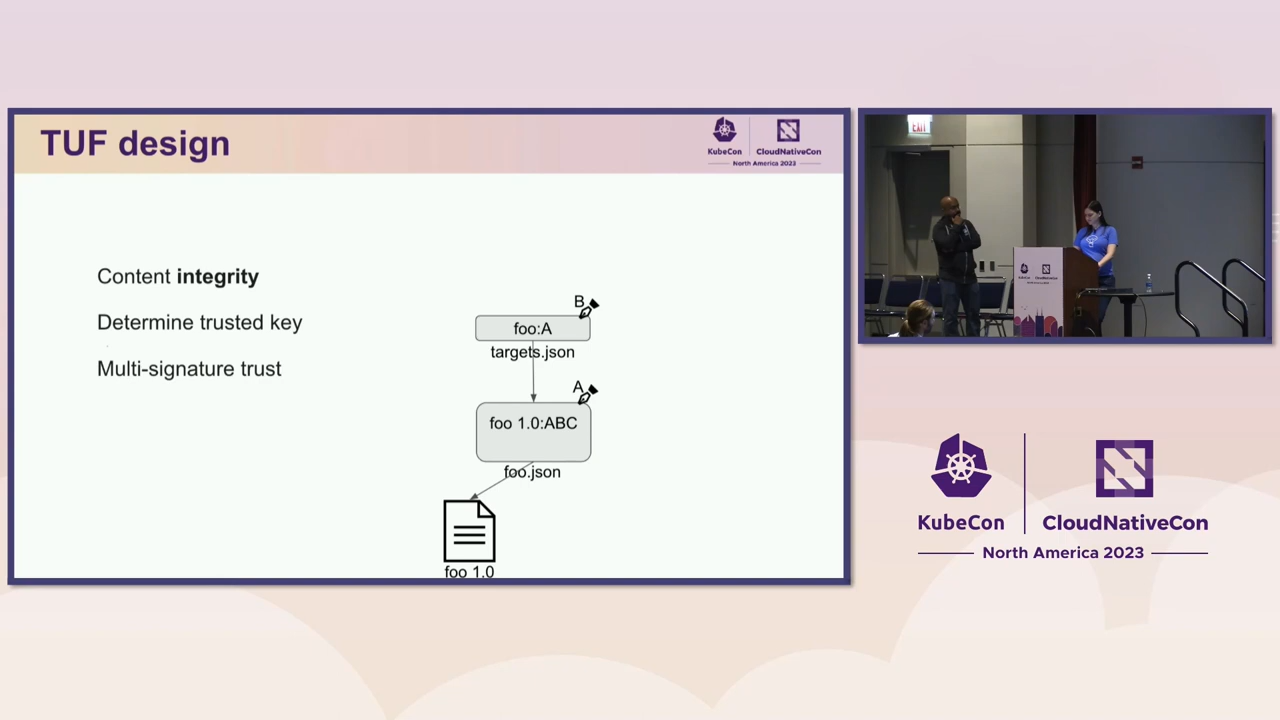 TUF design
KubeCon
CloudNativeCon
North America 2023
Content integrity
Determine trusted key
Multi-signature trust
B
foo:A
targets.json
A
foo 1.0:ABC
foo.json
foo 1.0
EXIT
KubeCon
CloudNativeCon
North America 2023